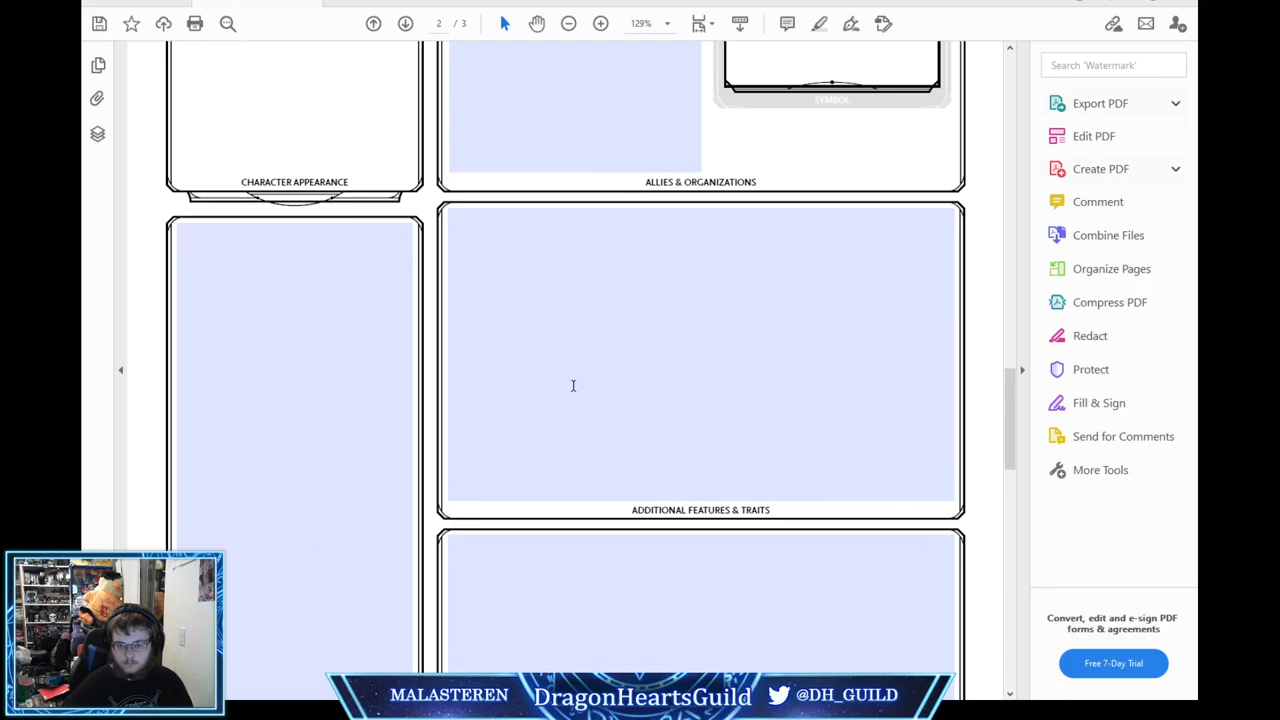 2 / 3
129%
Search 'Watermark'
Export PDF
Edit PDF
Create PDF
Comment
Combine Files
Organize Pages
Compress PDF
Redact
Protect
Fill & Sign
Send for Comments
More Tools
Convert, edit and e-sign PDF
forms & agreements
Free 7-Day Trial
SYMBOL
CHARACTER APPEARANCE
ALLIES & ORGANIZATIONS
ADDITIONAL FEATURES & TRAITS
MALASTEREN
DragonHeartsGuild
@DH_GUILD